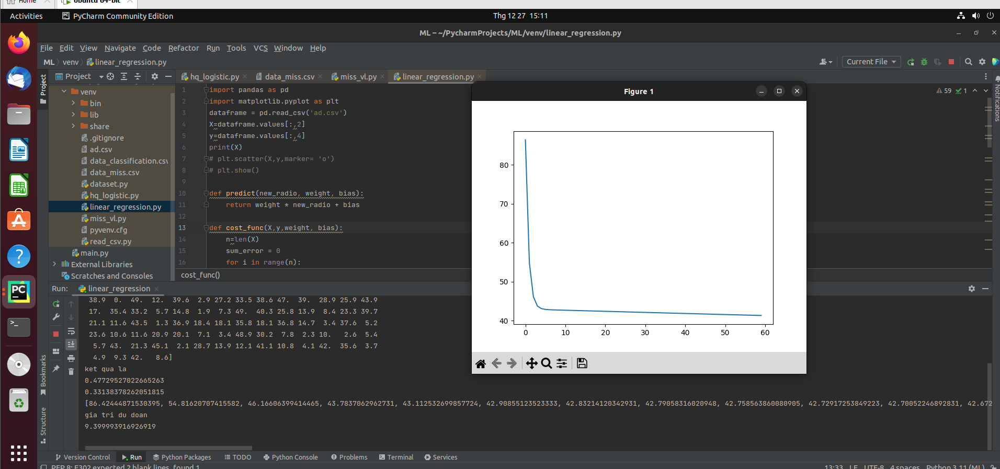 Home
Ubuntu 64-bit
Activities
PyCharm Community Edition
Thg 12 27 15:11
ML – ~/PycharmProjects/ML/venv/linear_regression.py
File Edit View Navigate Code Refactor Run Tools VCS Window Help
ML venv linear_regression.py
Current File
Project
hq_logistic.py
data_miss.csv
miss_vl.py
linear_regression.py
Project
Notifications
59 1
venv
bin
lib
share
.gitignore
ad.csv
data_classification.csv
data_miss.csv
dataset.py
hq_logistic.py
linear_regression.py
miss_vl.py
pyvenv.cfg
read_csv.py
main.py
External Libraries
Scratches and Consoles
1 import pandas as pd
2 import matplotlib.pyplot as plt
3 dataframe = pd.read_csv('ad.csv')
4 X=dataframe.values[:,2]
5 y=dataframe.values[:,4]
6 print(X)
7 # plt.scatter(X,y,marker= 'o')
8 # plt.show()
9
10 def predict(new_radio, weight, bias):
11 return weight * new_radio + bias
12
13 def cost_func(X,y,weight, bias):
14 n=len(X)
15 sum_error = 0
16 for i in range(n):
cost_func()
Figure 1
80
70
60
50
40
0 10 20 30 40 50 60
Run: linear_regression
38.9 0. 49. 12. 39.6 2.9 27.2 33.5 38.6 47. 39. 28.9 25.9 43.9
17. 35.4 33.2 5.7 14.8 1.9 7.3 49. 40.3 25.8 13.9 8.4 23.3 39.7
21.1 11.6 43.5 1.3 36.9 18.4 18.1 35.8 18.1 36.8 14.7 3.4 37.6 5.2
23.6 10.6 11.6 20.9 20.1 7.1 3.4 48.9 30.2 7.8 2.3 10. 2.6 5.4
5.7 43. 21.3 45.1 2.1 28.7 13.9 12.1 41.1 10.8 4.1 42. 35.6 3.7
4.9 9.3 42. 8.6]
ket qua la
0.47729527022665263
0.33138378262051815
[86.42444871530395, 54.81620707415582, 46.16606399414465, 43.7837062962731, 43.112532699857724, 42.90855123523333, 42.83214120342931, 42.79058316020948, 42.758563860080905, 42.72917253849223, 42.70052246892831, 42.672
gia tri du doan
9.399993916926919
Bookmarks
Structure
Version Control
Run
Python Packages
TODO
Python Console
Problems
Terminal
Services
PEP 8: E302 expected 2 blank lines, found 1
13:33 LF UTF-8 4 spaces Python 3.11 (ML)